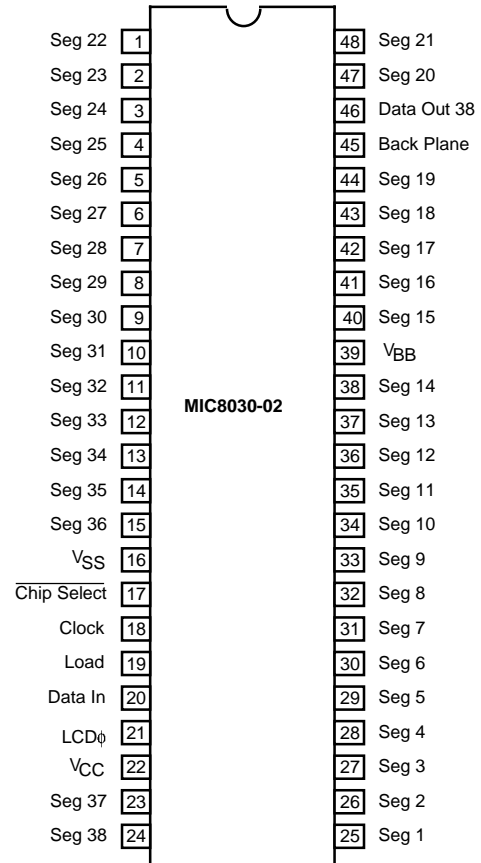 Seg 22 1 48 Seg 21
Seg 23 2 47 Seg 20
Seg 24 3 46 Data Out 38
Seg 25 4 45 Back Plane
Seg 26 5 44 Seg 19
Seg 27 6 43 Seg 18
Seg 28 7 42 Seg 17
Seg 29 8 41 Seg 16
Seg 30 9 40 Seg 15
Seg 31 10 39 VBB
Seg 32 11 38 Seg 14
MIC8030-02
Seg 33 12 37 Seg 13
Seg 34 13 36 Seg 12
Seg 35 14 35 Seg 11
Seg 36 15 34 Seg 10
VSS 16 33 Seg 9
Chip Select 17 32 Seg 8
Clock 18 31 Seg 7
Load 19 30 Seg 6
Data In 20 29 Seg 5
LCDϕ 21 28 Seg 4
VCC 22 27 Seg 3
Seg 37 23 26 Seg 2
Seg 38 24 25 Seg 1